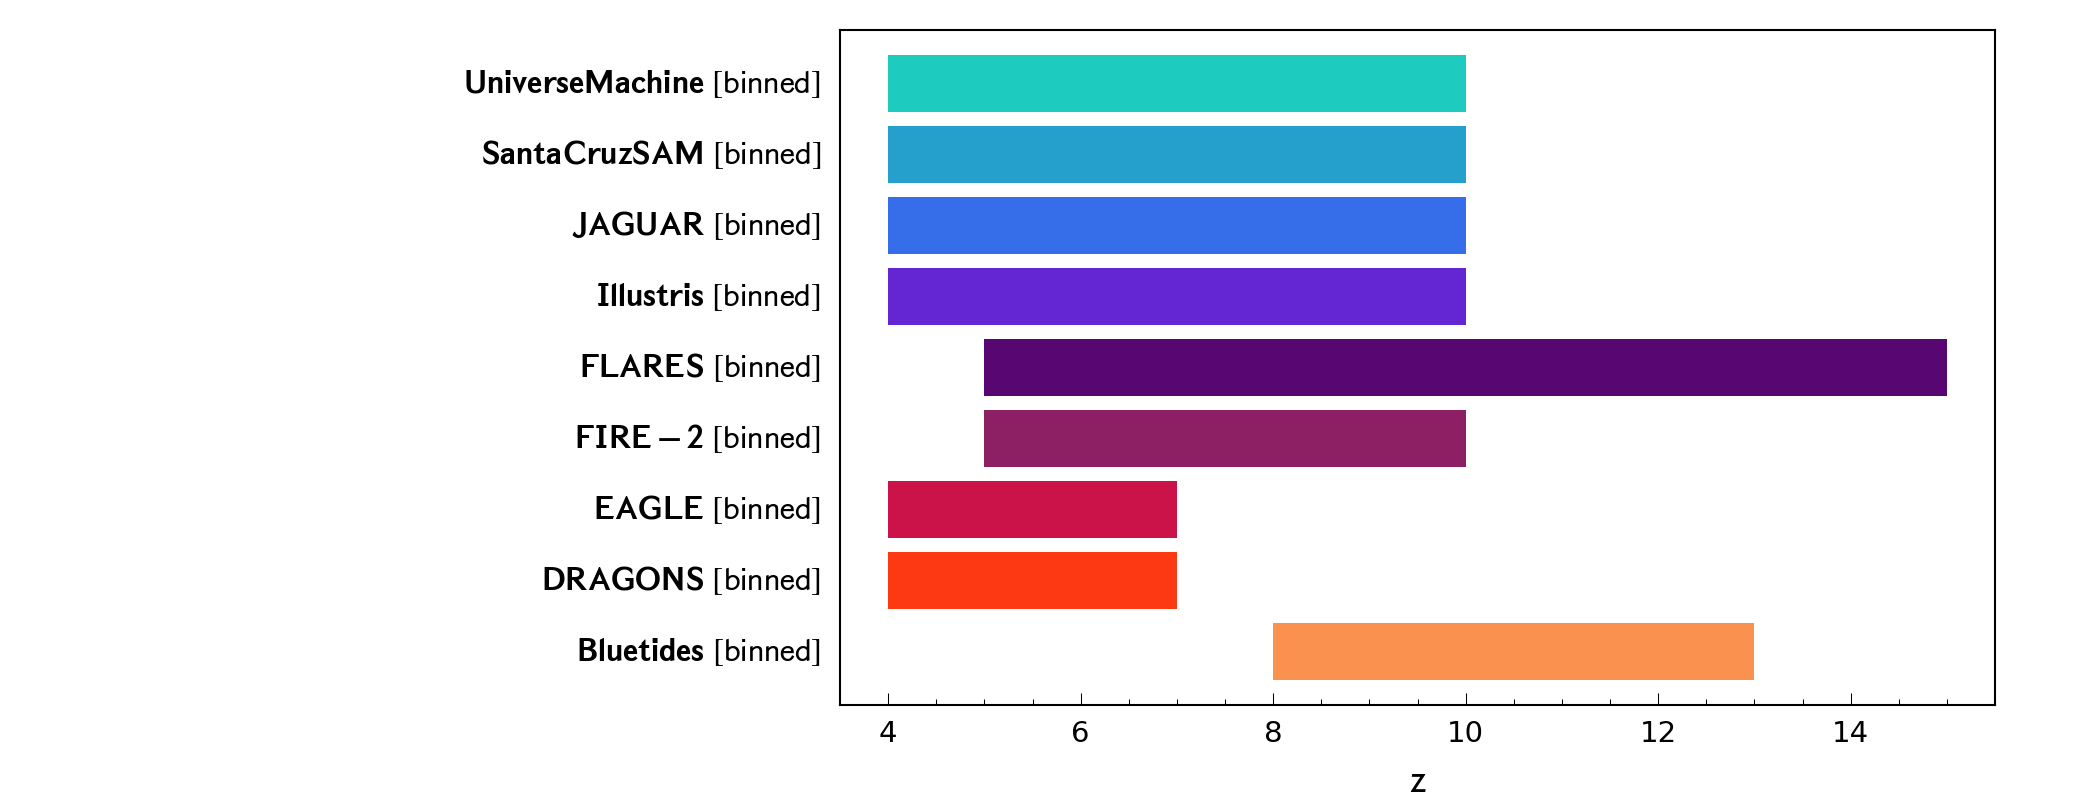 UniverseMachine [binned]
SantaCruzSAM [binned]
JAGUAR [binned]
Illustris [binned]
FLARES [binned]
FIRE − 2 [binned]
EAGLE [binned]
DRAGONS [binned]
Bluetides [binned]
4 6 8 10 12 14
z